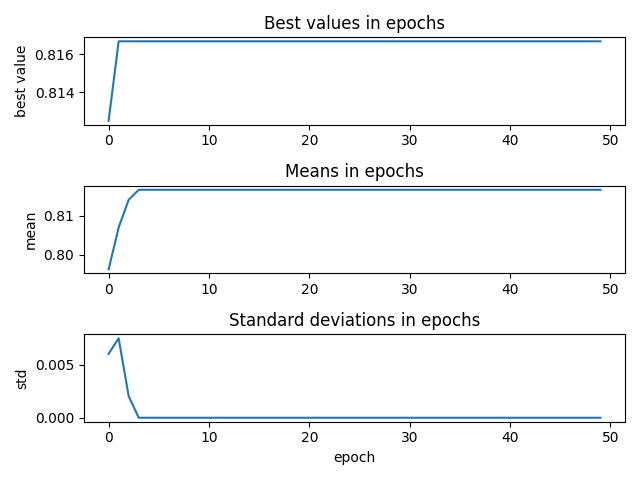 Best values in epochs
best value
0.816
0.814
0 10 20 30 40 50
Means in epochs
mean
0.81
0.80
0 10 20 30 40 50
Standard deviations in epochs
std
0.005
0.000
0 10 20 30 40 50
epoch